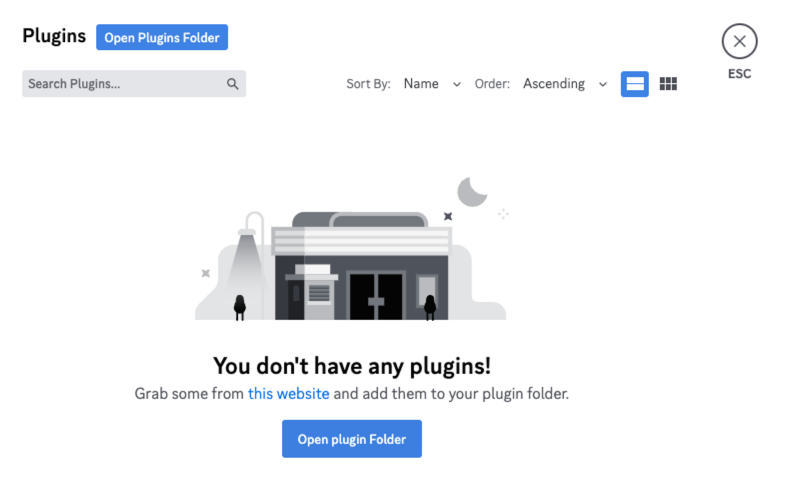 Plugins Open Plugins Folder
ESC
Search Plugins... Sort By: Name Order: Ascending
You don't have any plugins!
Grab some from this website and add them to your plugin folder.
Open plugin Folder